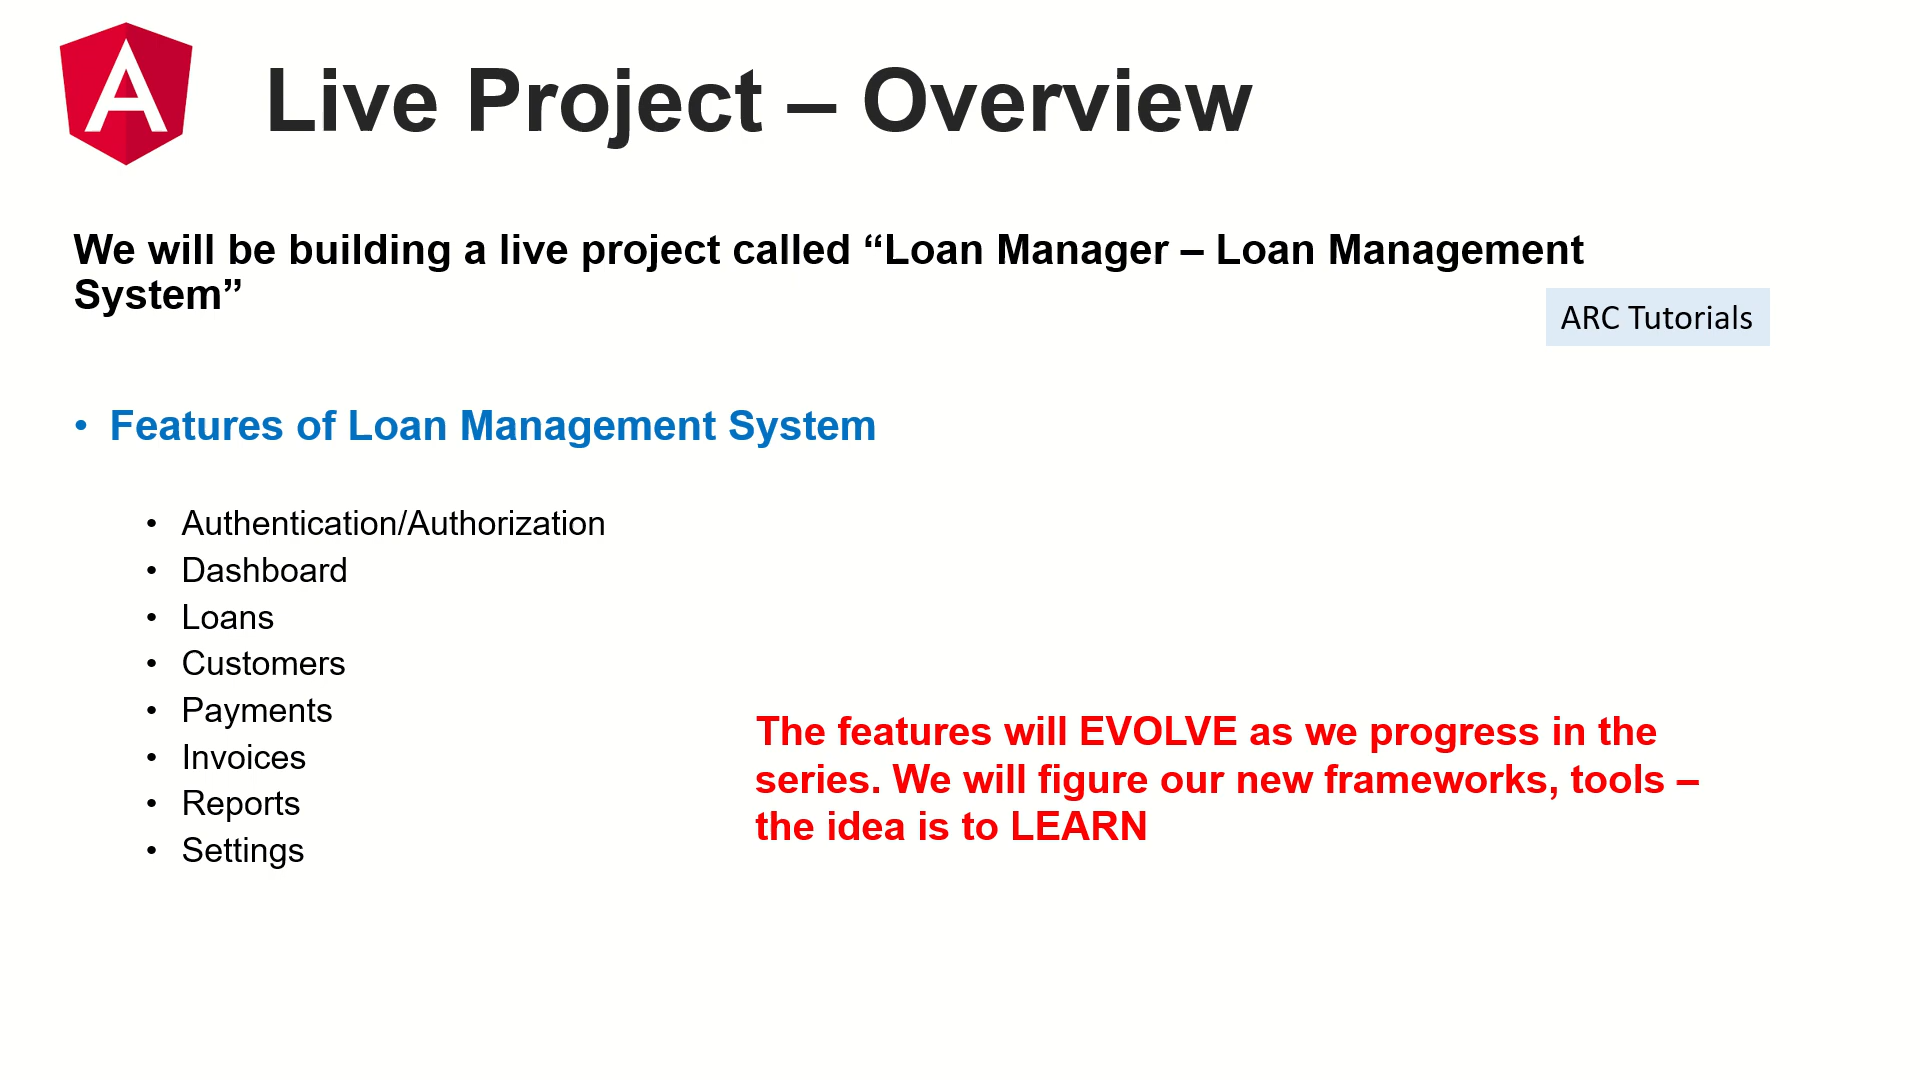 Live Project – Overview
We will be building a live project called “Loan Manager – Loan Management
System”
ARC Tutorials
• Features of Loan Management System
• Authentication/Authorization
• Dashboard
• Loans
• Customers
• Payments
• Invoices
• Reports
• Settings
The features will EVOLVE as we progress in the
series. We will figure our new frameworks, tools –
the idea is to LEARN